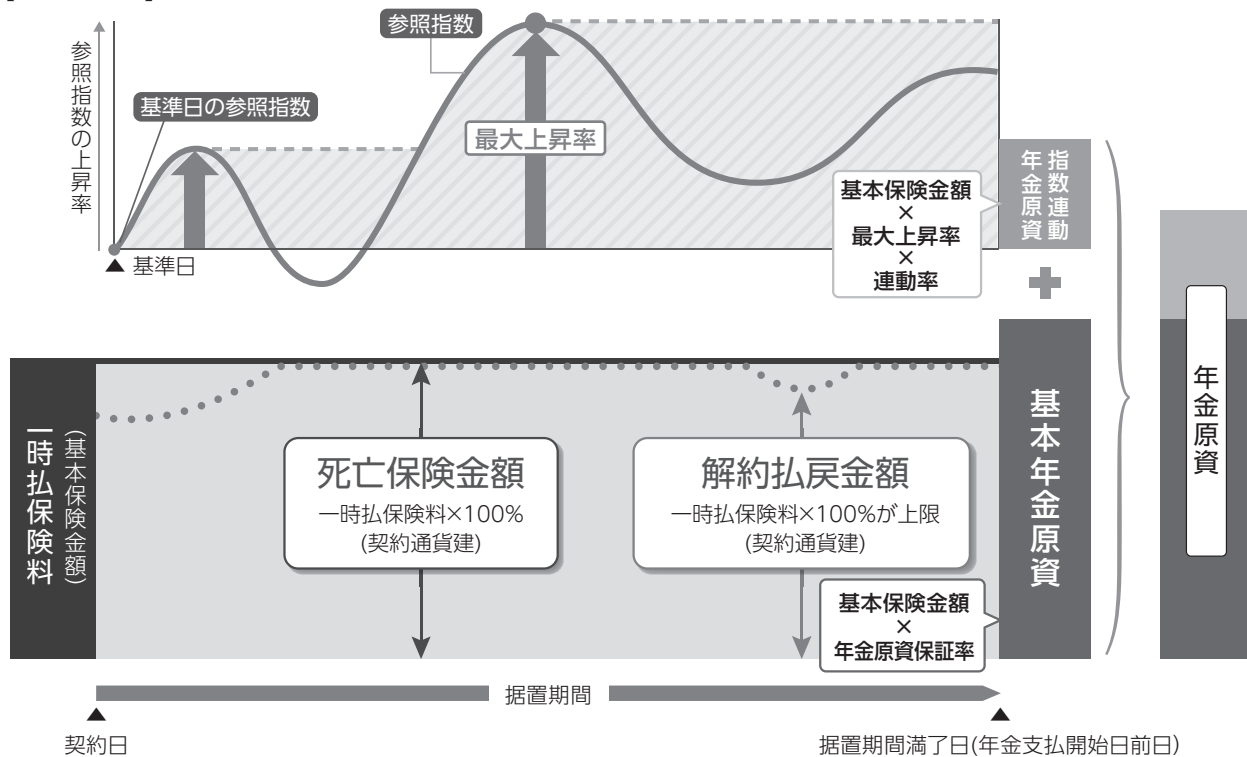 参照指数の上昇率
参照指数
基準日の参照指数
最大上昇率
▲ 基準日
基本保険金額
×
最大上昇率
×
連動率
指数連動
年金原資
一時払保険料
(基本保険金額)
死亡保険金額
一時払保険料×100%
(契約通貨建)
解約払戻金額
一時払保険料×100%が上限
(契約通貨建)
基本保険金額
×
年金原資保証率
基本年金原資
年金原資
据置期間
契約日
据置期間満了日(年金支払開始日前日)